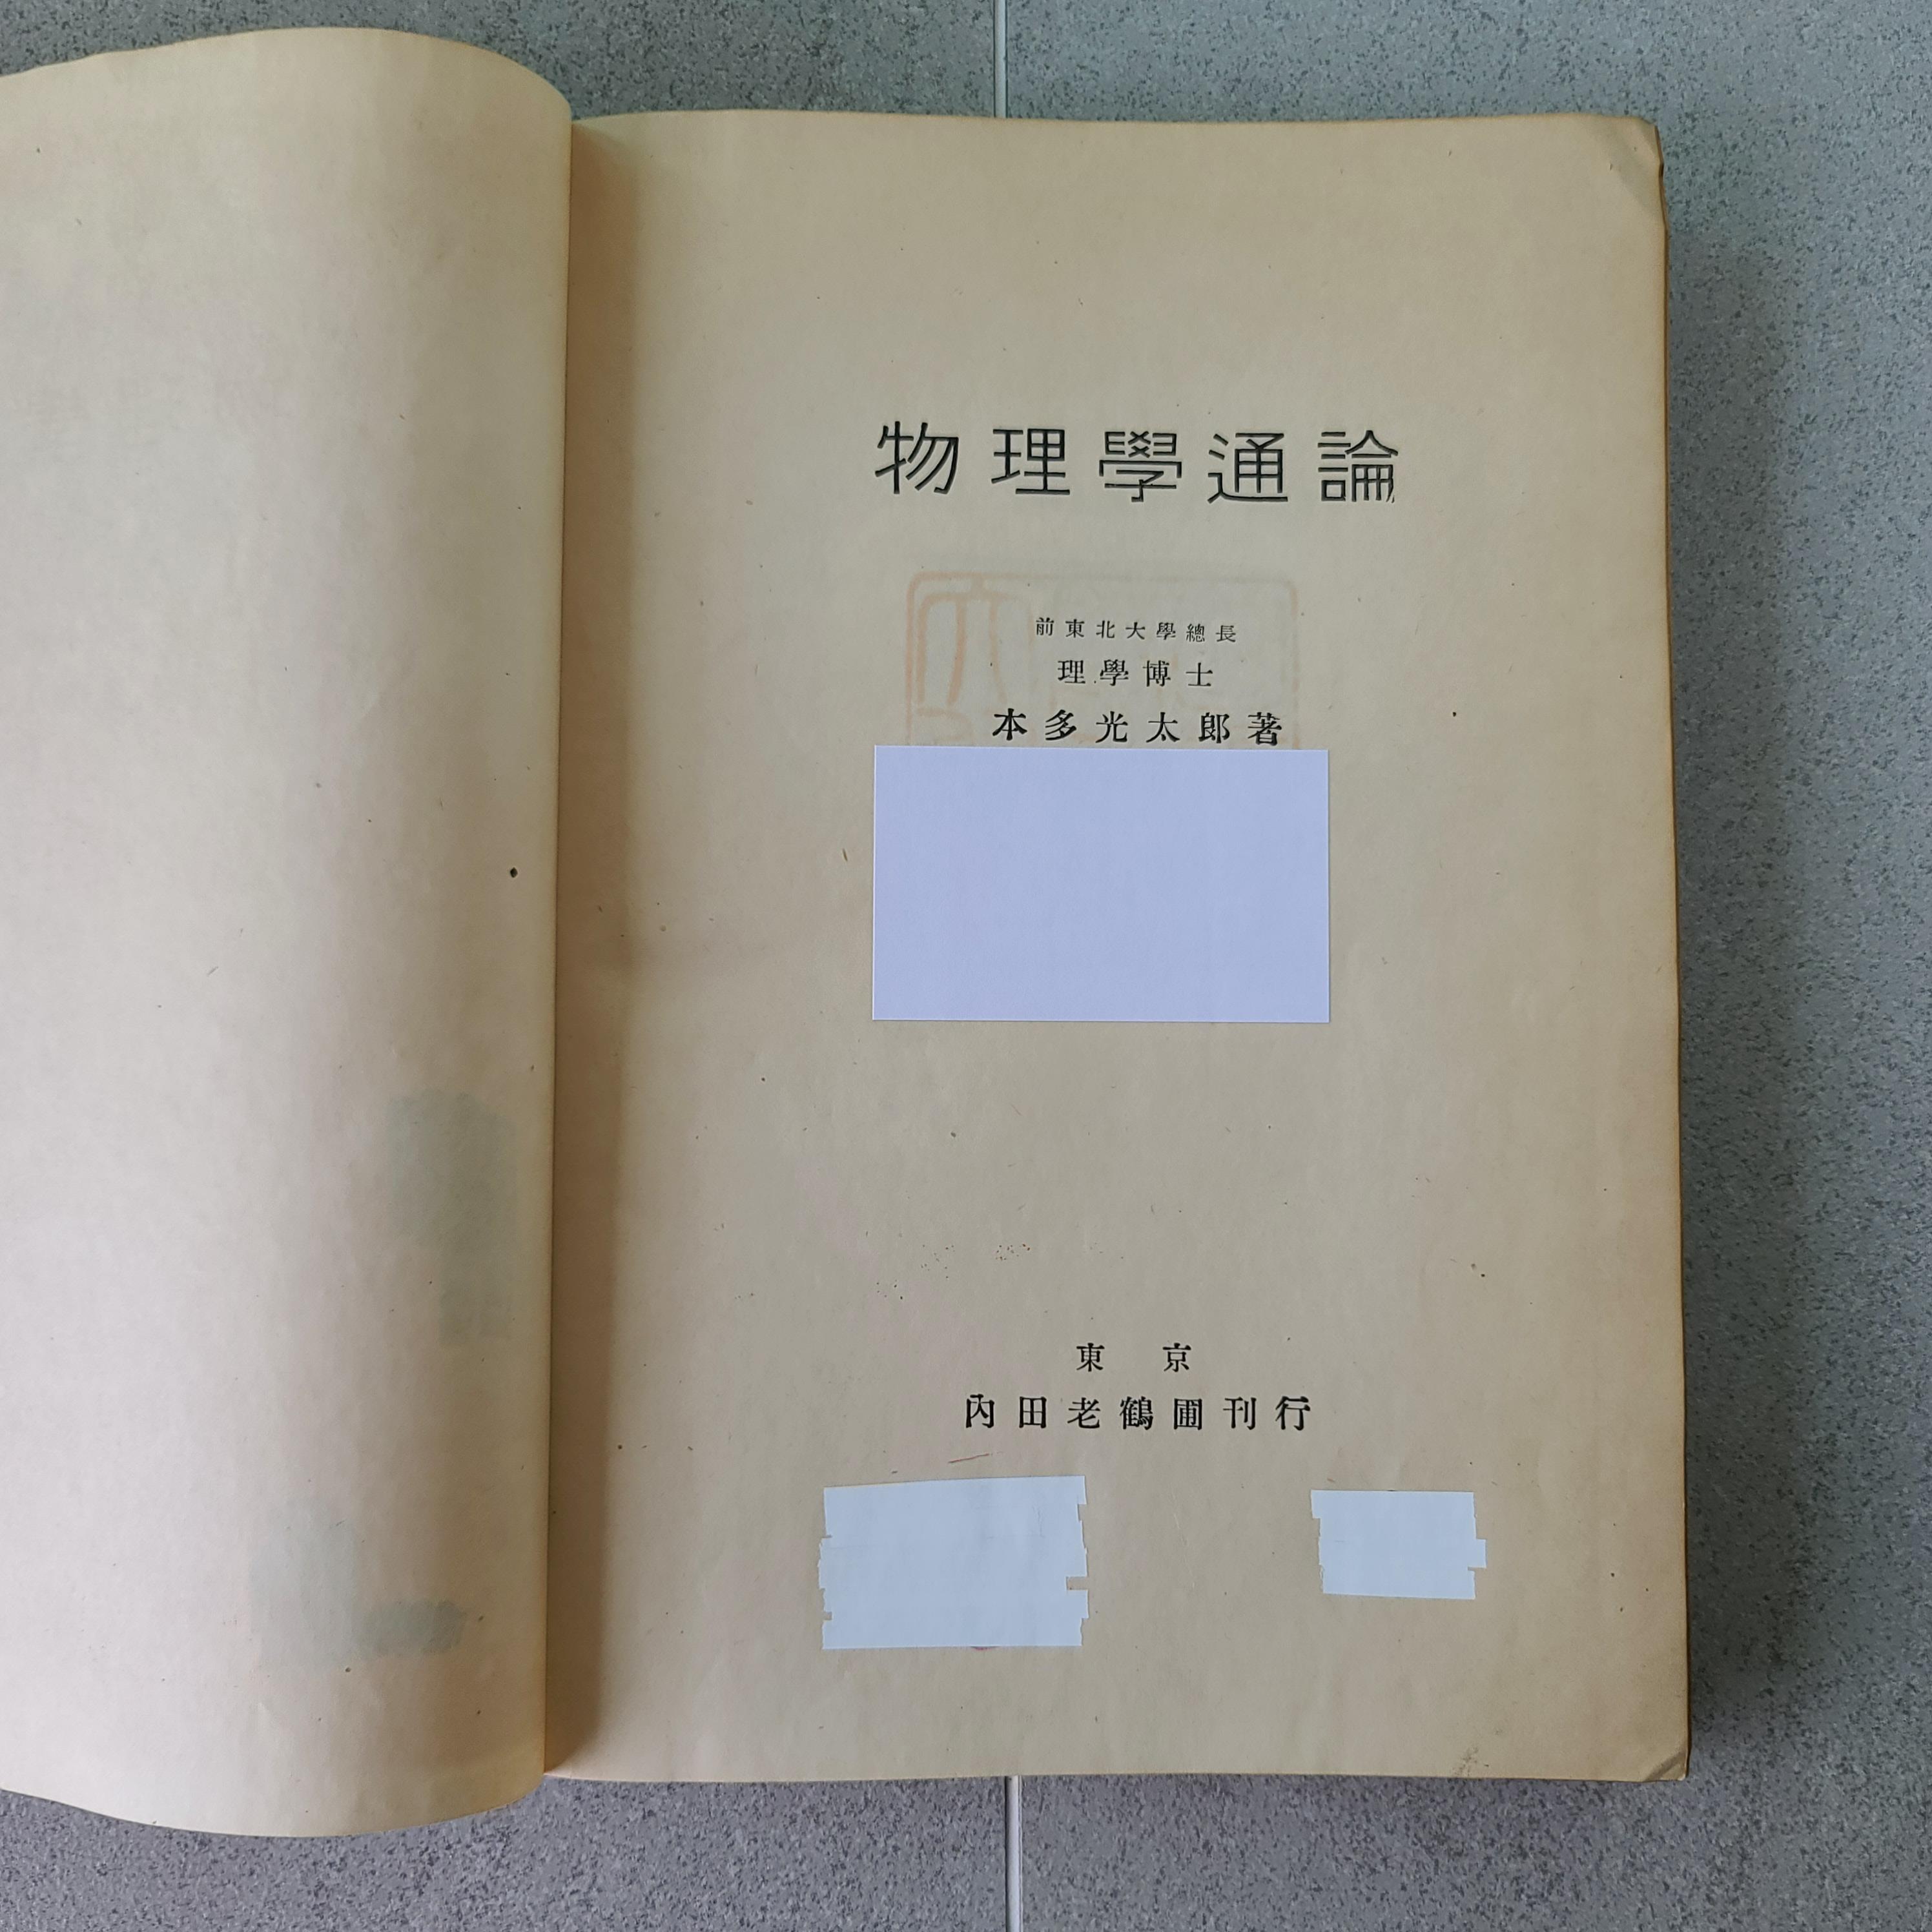 物理學通論
前東北大學總長
理學博士
本多光太郎著
東京
內田老鶴圃刊行